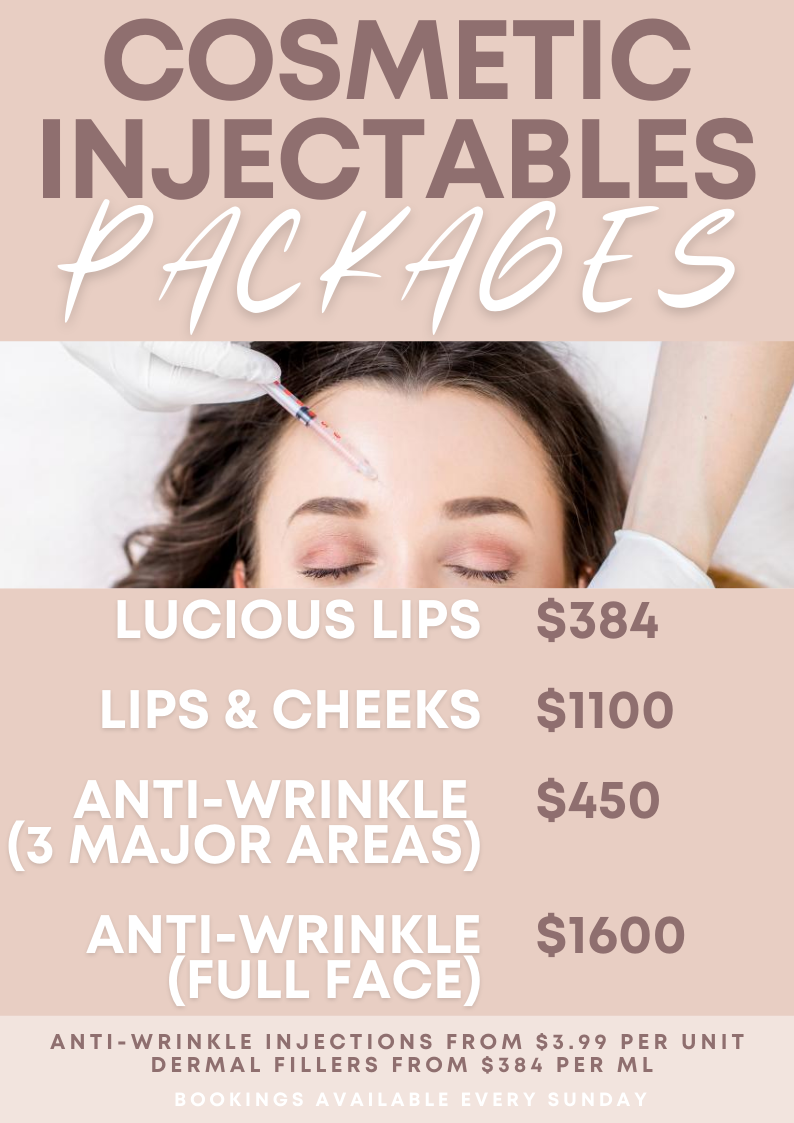 COSMETIC
INJECTABLES
PACKAGES
LUCIOUS LIPS $384
LIPS & CHEEKS $1100
ANTI-WRINKLE $450
(3 MAJOR AREAS)
ANTI-WRINKLE $1600
(FULL FACE)
ANTI-WRINKLE INJECTIONS FROM $3.99 PER UNIT
DERMAL FILLERS FROM $384 PER ML
BOOKINGS AVAILABLE EVERY SUNDAY